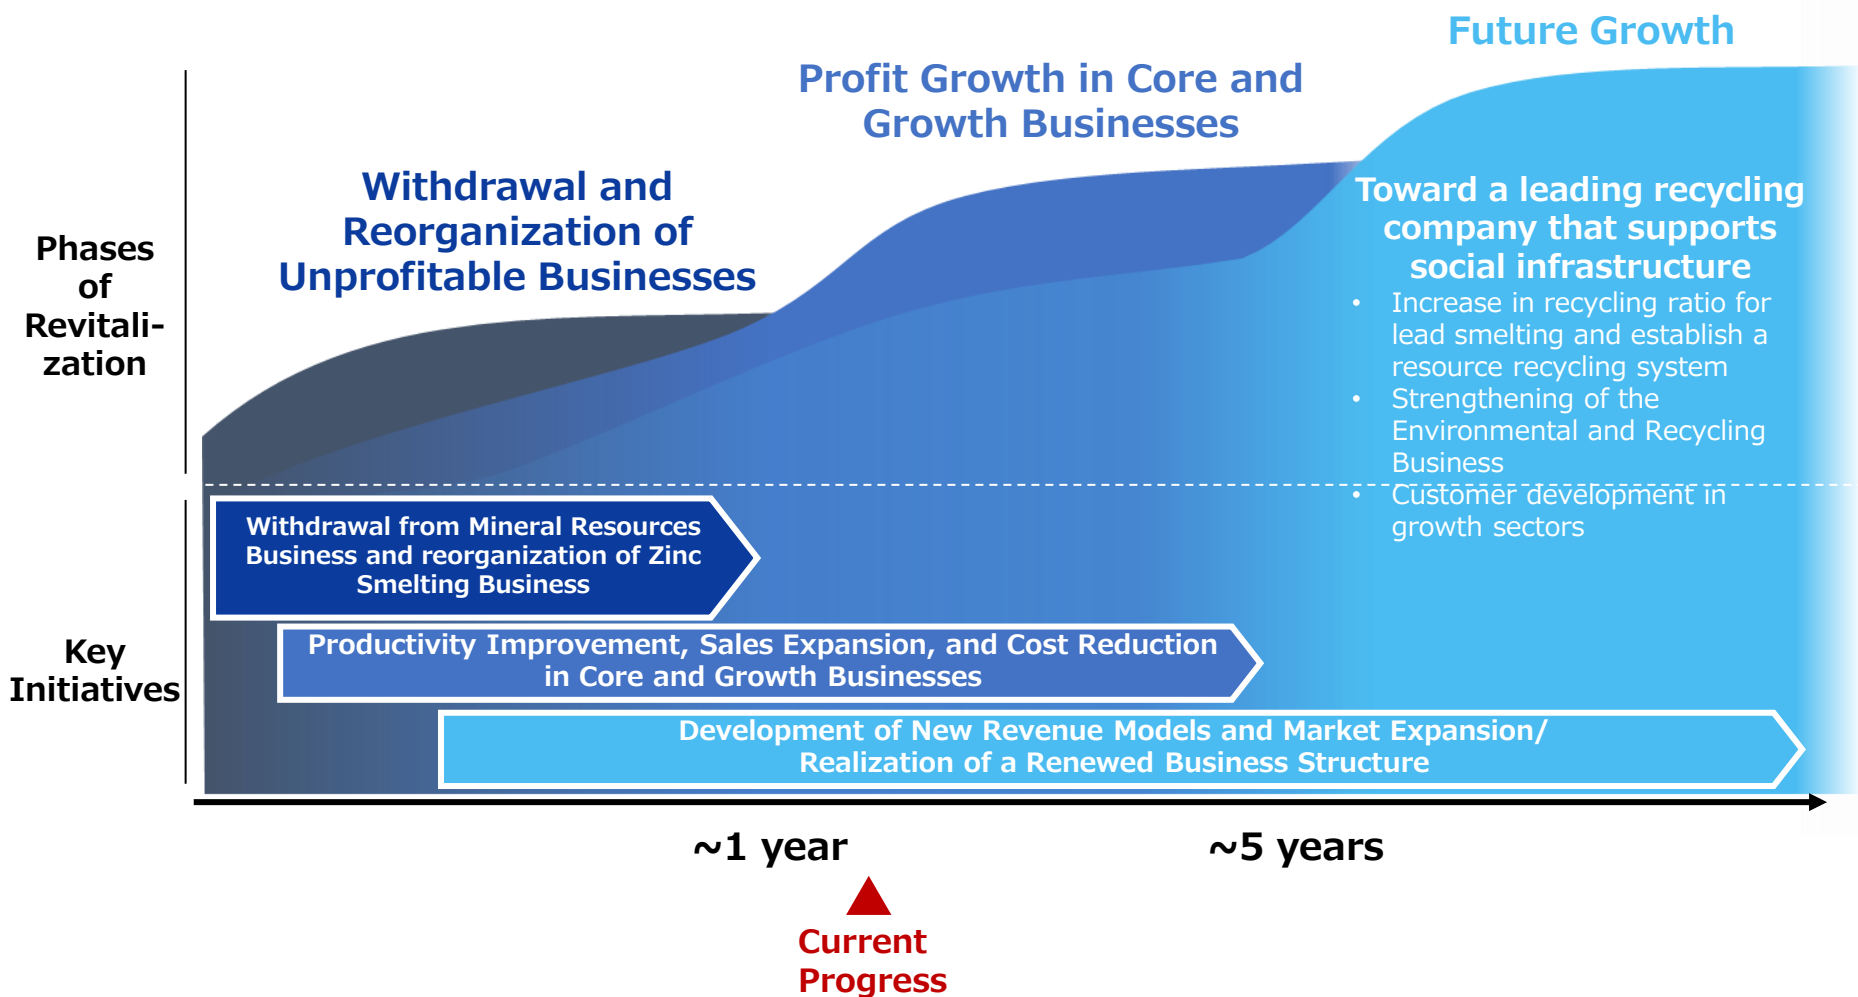 Future Growth
Profit Growth in Core and
Growth Businesses
Withdrawal and
Reorganization of
Unprofitable Businesses
Phases
of
Revitali-
zation
Toward a leading recycling
company that supports
social infrastructure
• Increase in recycling ratio for
lead smelting and establish a
resource recycling system
• Strengthening of the
Environmental and Recycling
Business
• Customer development in
growth sectors
Key
Initiatives
Withdrawal from Mineral Resources
Business and reorganization of Zinc
Smelting Business
Productivity Improvement, Sales Expansion, and Cost Reduction
in Core and Growth Businesses
Development of New Revenue Models and Market Expansion/
Realization of a Renewed Business Structure
~1 year
~5 years
Current
Progress